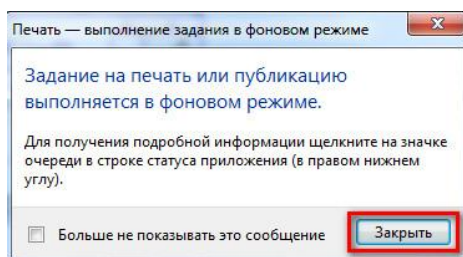 Печать — выполнение задания в фоновом режиме
Задание на печать или публикацию
выполняется в фоновом режиме.
Для получения подробной информации щелкните на значке
очереди в строке статуса приложения (в правом нижнем
углу).
Больше не показывать это сообщение
Закрыть